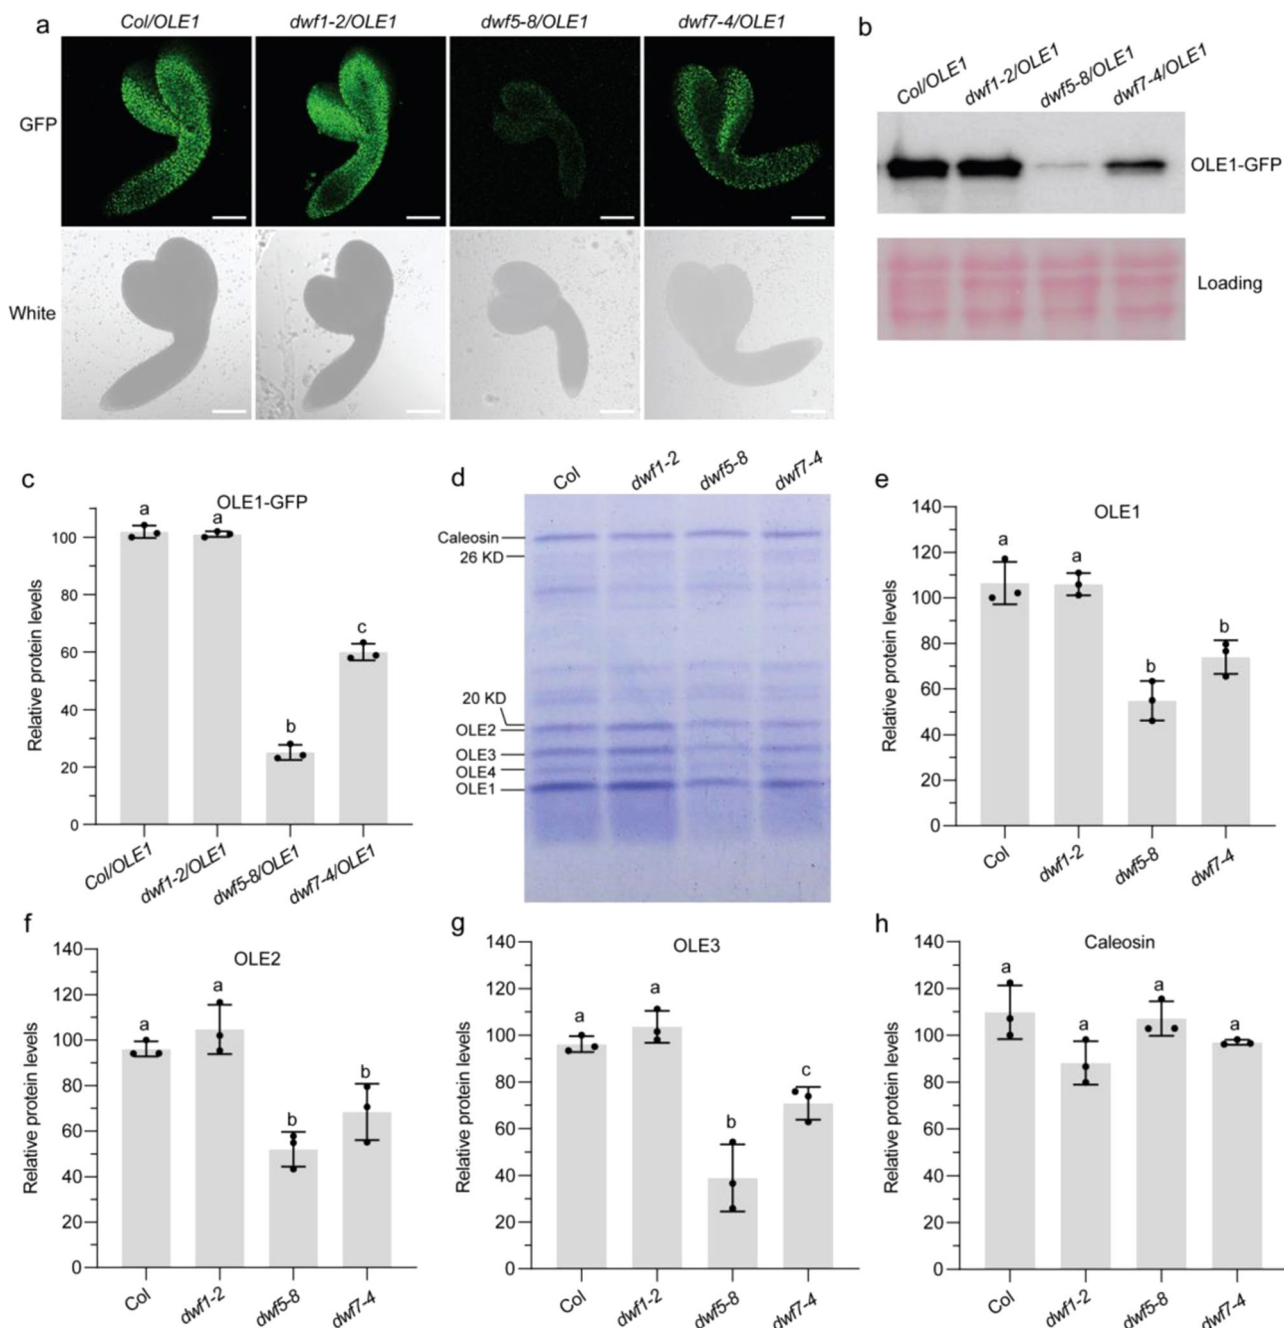 a
Col/OLE1 dwf1-2/OLE1 dwf5-8/OLE1 dwf7-4/OLE1
GFP
White
b
Col/OLE1 dwf1-2/OLE1 dwf5-8/OLE1 dwf7-4/OLE1
OLE1-GFP
Loading
c
OLE1-GFP
Relative protein levels
100
80
60
40
20
0
a a b c
Col/OLE1 dwf1-2/OLE1 dwf5-8/OLE1 dwf7-4/OLE1
d
Col dwf1-2 dwf5-8 dwf7-4
Caleosin
26 KD
20 KD
OLE2
OLE3
OLE4
OLE1
e
OLE1
Relative protein levels
140
120
100
80
60
40
20
0
a a b b
Col dwf1-2 dwf5-8 dwf7-4
f
OLE2
Relative protein levels
140
120
100
80
60
40
20
0
a a b b
Col dwf1-2 dwf5-8 dwf7-4
g
OLE3
Relative protein levels
140
120
100
80
60
40
20
0
a a b c
Col dwf1-2 dwf5-8 dwf7-4
h
Caleosin
Relative protein levels
140
120
100
80
60
40
20
0
a a a a
Col dwf1-2 dwf5-8 dwf7-4